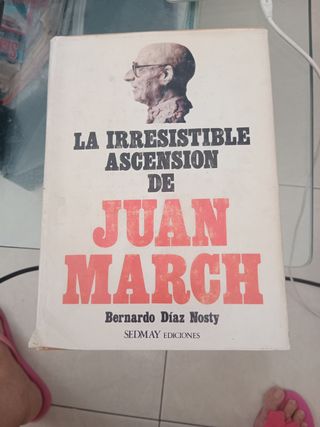 LA IRRESISTIBLE
ASCENSION
DE
JUAN
MARCH
Bernardo Díaz Nosty
SEDMAY EDICIONES